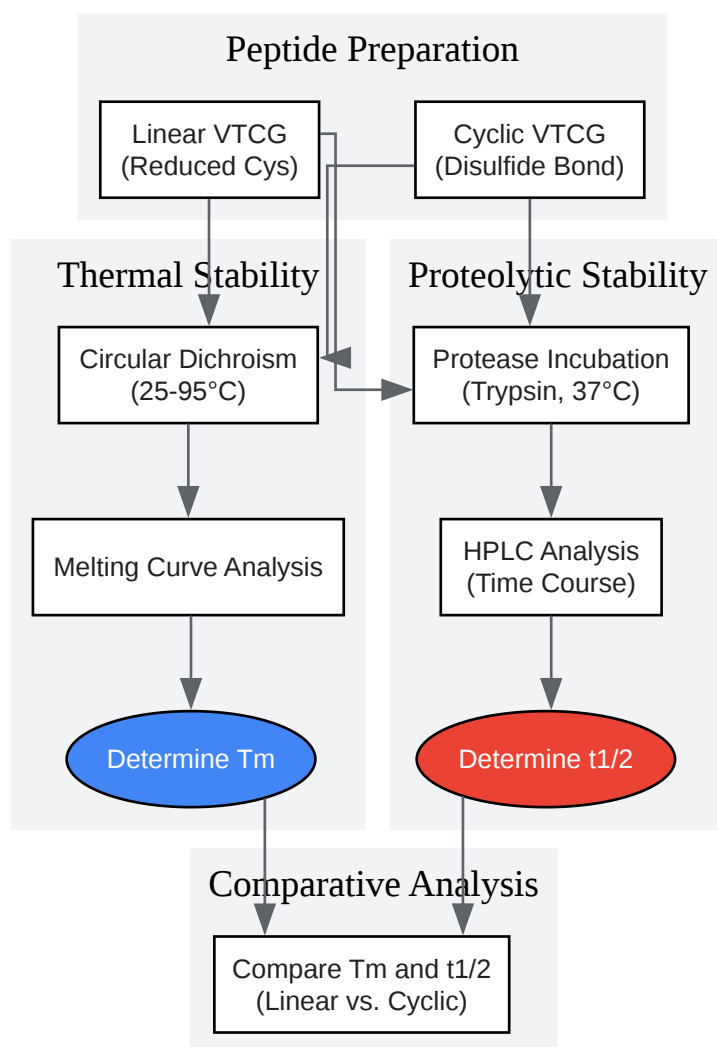 Peptide Preparation
Linear VTCG
(Reduced Cys)
Cyclic VTCG
(Disulfide Bond)
Thermal Stability
Proteolytic Stability
Circular Dichroism
(25-95°C)
Protease Incubation
(Trypsin, 37°C)
Melting Curve Analysis
HPLC Analysis
(Time Course)
Determine Tm
Determine t1/2
Comparative Analysis
Compare Tm and t1/2
(Linear vs. Cyclic)